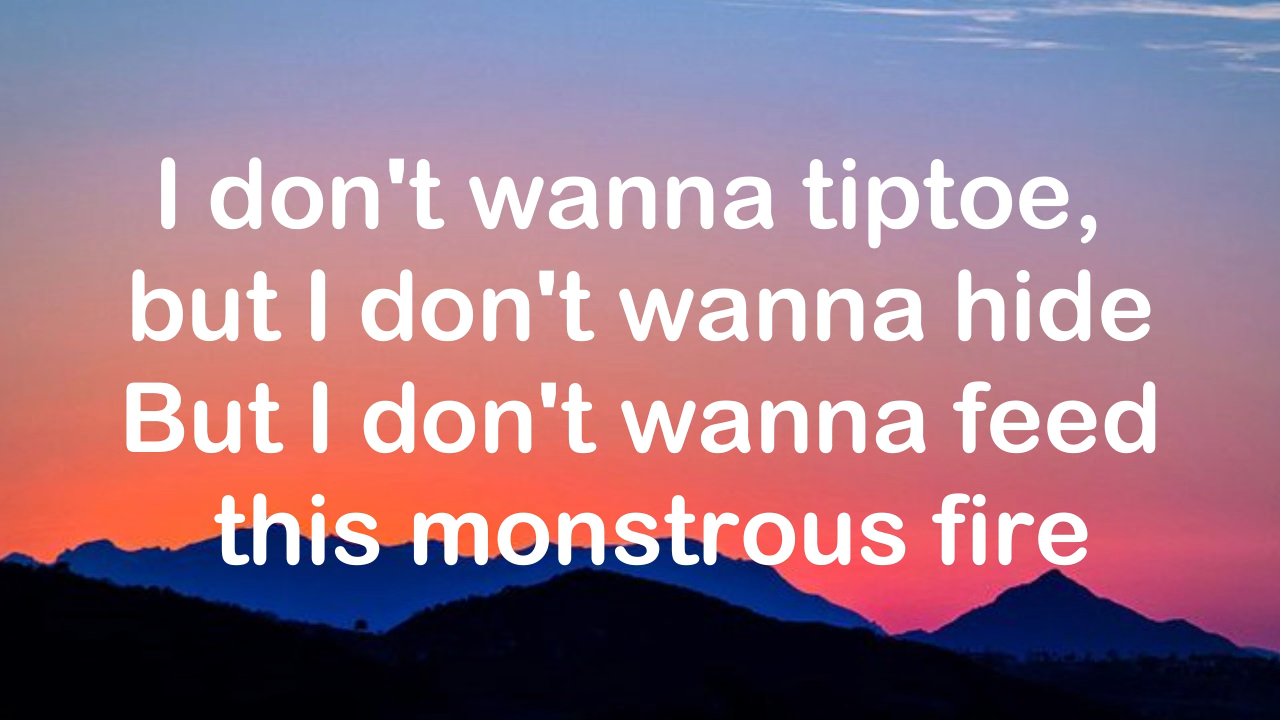 I don't wanna tiptoe,
but I don't wanna hide
But I don't wanna feed
this monstrous fire